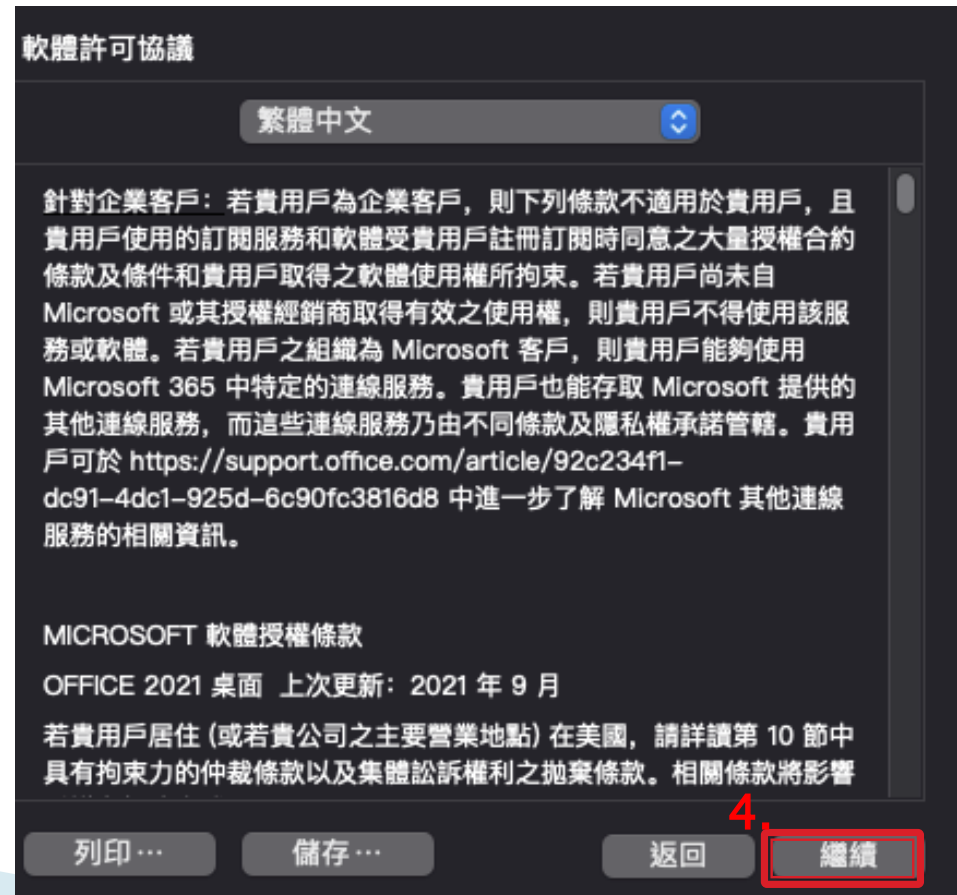 軟體許可協議
繁體中文
針對企業客戶：若貴用戶為企業客戶，則下列條款不適用於貴用戶，且
貴用戶使用的訂閱服務和軟體受貴用戶註冊訂閱時同意之大量授權合約
條款及條件和貴用戶取得之軟體使用權所拘束。若貴用戶尚未自
Microsoft 或其授權經銷商取得有效之使用權，則貴用戶不得使用該服
務或軟體。若貴用戶之組織為 Microsoft 客戶，則貴用戶能夠使用
Microsoft 365 中特定的連線服務。貴用戶也能存取 Microsoft 提供的
其他連線服務，而這些連線服務乃由不同條款及隱私權承諾管轄。貴用
戶可於 https://support.office.com/article/92c234f1-
dc91-4dc1-925d-6c90fc3816d8 中進一步了解 Microsoft 其他連線
服務的相關資訊。
MICROSOFT 軟體授權條款
OFFICE 2021 桌面 上次更新：2021 年 9 月
若貴用戶居住 (或若貴公司之主要營業地點) 在美國，請詳讀第 10 節中
具有拘束力的仲裁條款以及集體訟訴權利之拋棄條款。相關條款將影響
4.
列印… 儲存… 返回 繼續